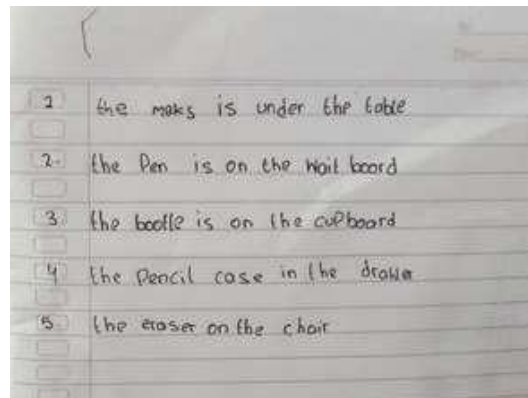 1 the maks is under the table
2. the Pen is on the wait board
3 the bootle is on the cupboard
4 the Pencil case in the drawer
5 the eraser on the chair